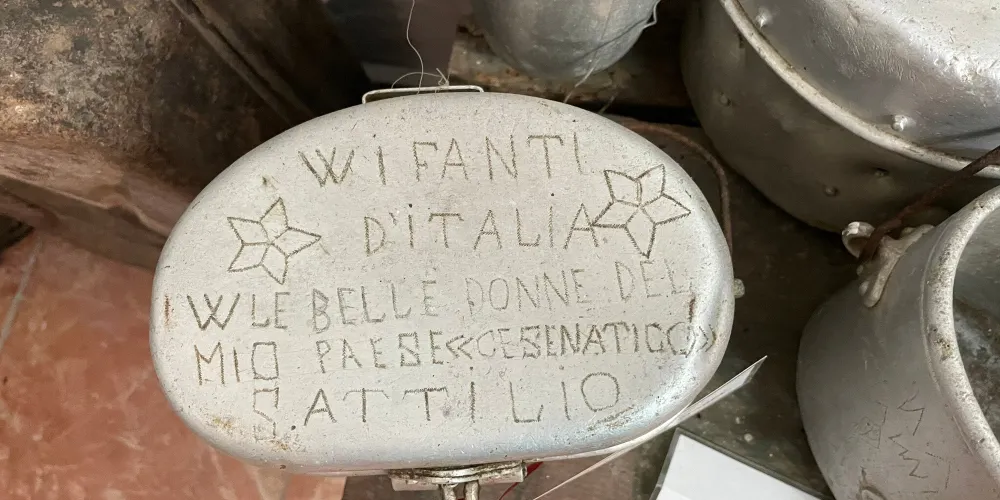 W I FANTI
D'ITALIA
W LE BELLE DONNE DEL
MIO PAESE «CESENATICO»
S ATTILIO